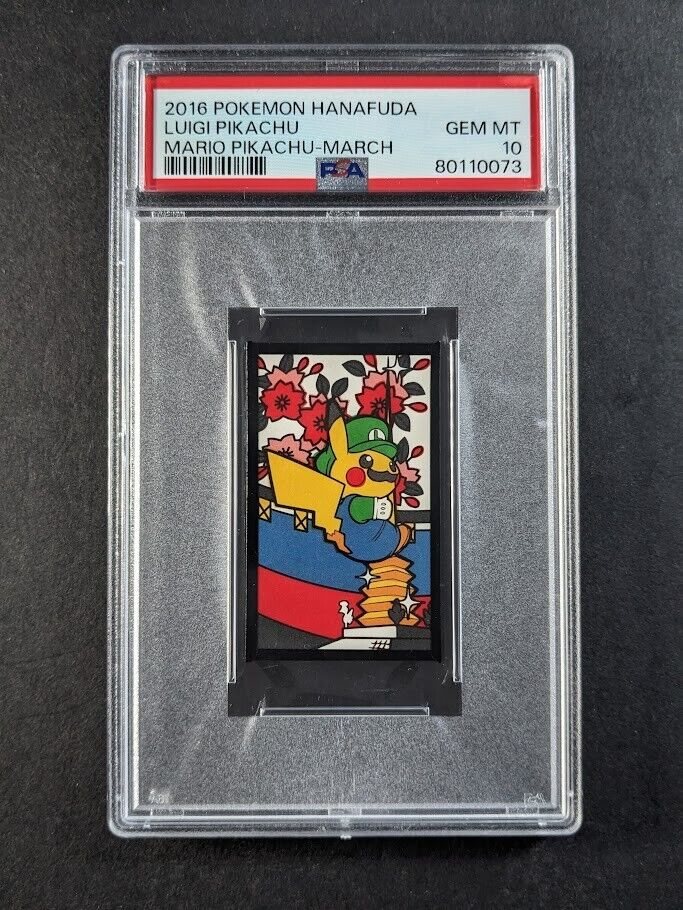 2016 POKEMON HANAFUDA
LUIGI PIKACHU GEM MT
MARIO PIKACHU-MARCH 10
PSA 80110073
L